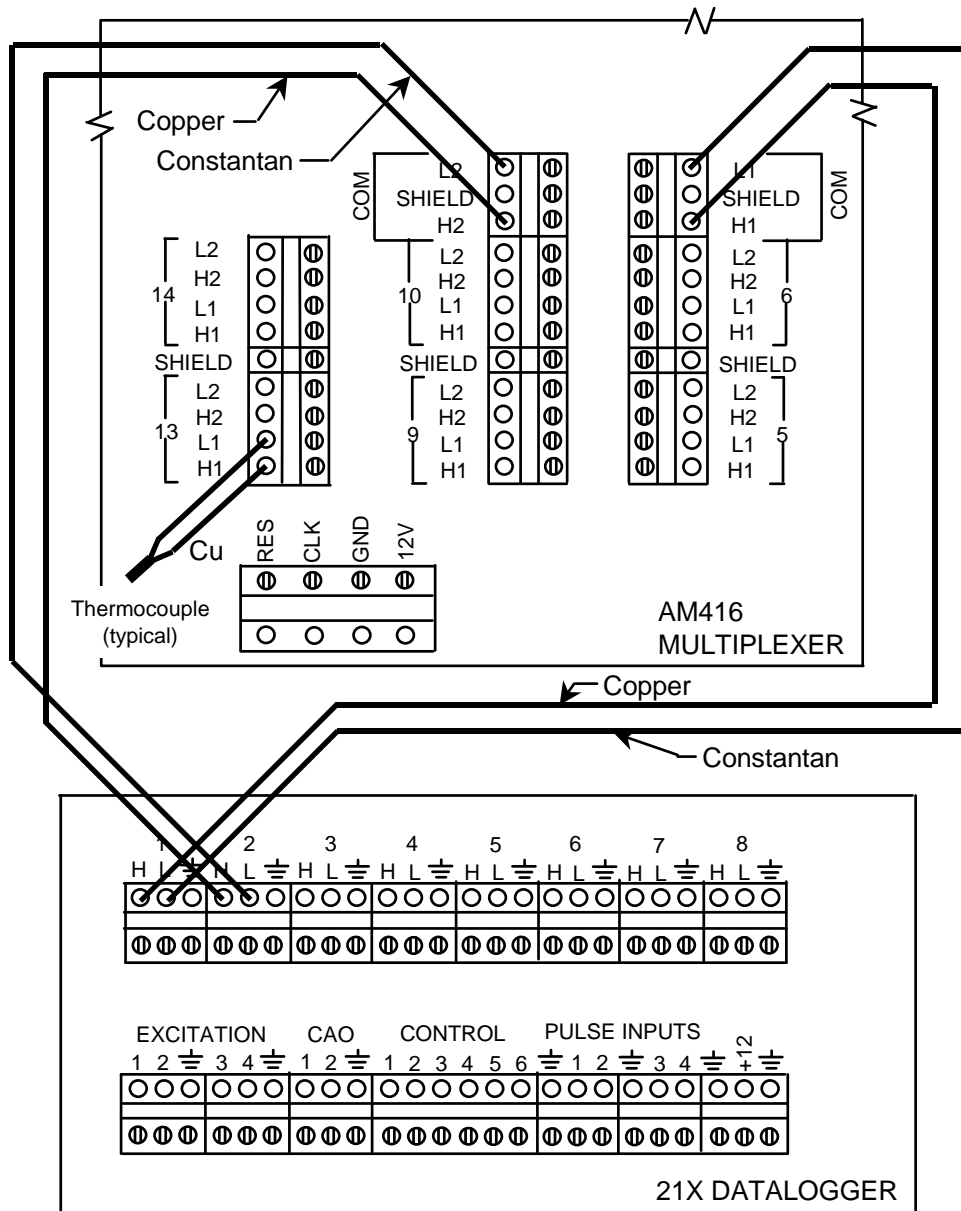 Copper
Constantan
COM
L2
SHIELD
H2
L1
SHIELD
H1
COM
14
L2
H2
L1
H1
SHIELD
13
L2
H2
L1
H1
10
L2
H2
L1
H1
SHIELD
9
L2
H2
L1
H1
L2
H2
L1
H1
6
SHIELD
L2
H2
L1
H1
5
Cu
Thermocouple
(typical)
RES CLK GND 12V
AM416
MULTIPLEXER
Copper
Constantan
1 2 3 4 5 6 7 8
H L H L H L H L H L H L H L H L
EXCITATION CAO CONTROL PULSE INPUTS
1 2 3 4 1 2 1 2 3 4 5 6 1 2 3 4 +12
21X DATALOGGER